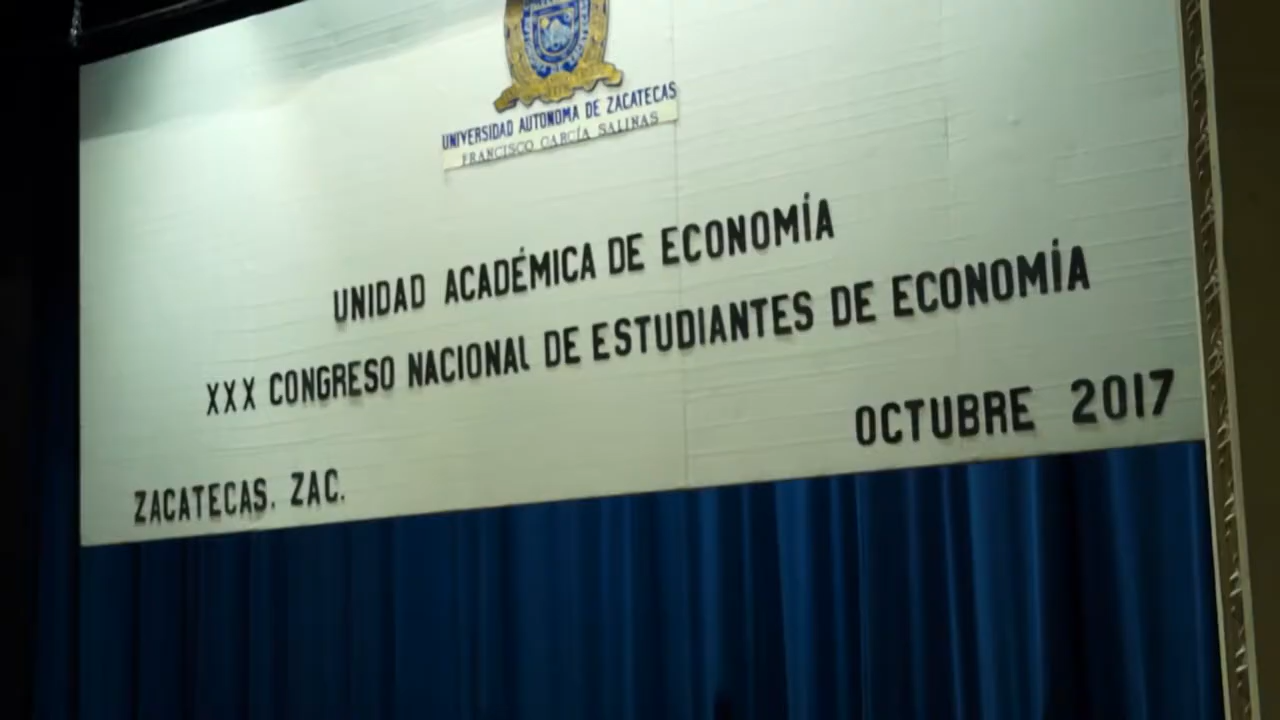 UNIVERSIDAD AUTONOMA DE ZACATECAS
FRANCISCO GARCÍA SALINAS
UNIDAD ACADÉMICA DE ECONOMÍA
XXX CONGRESO NACIONAL DE ESTUDIANTES DE ECONOMÍA
OCTUBRE 2017
ZACATECAS. ZAC.